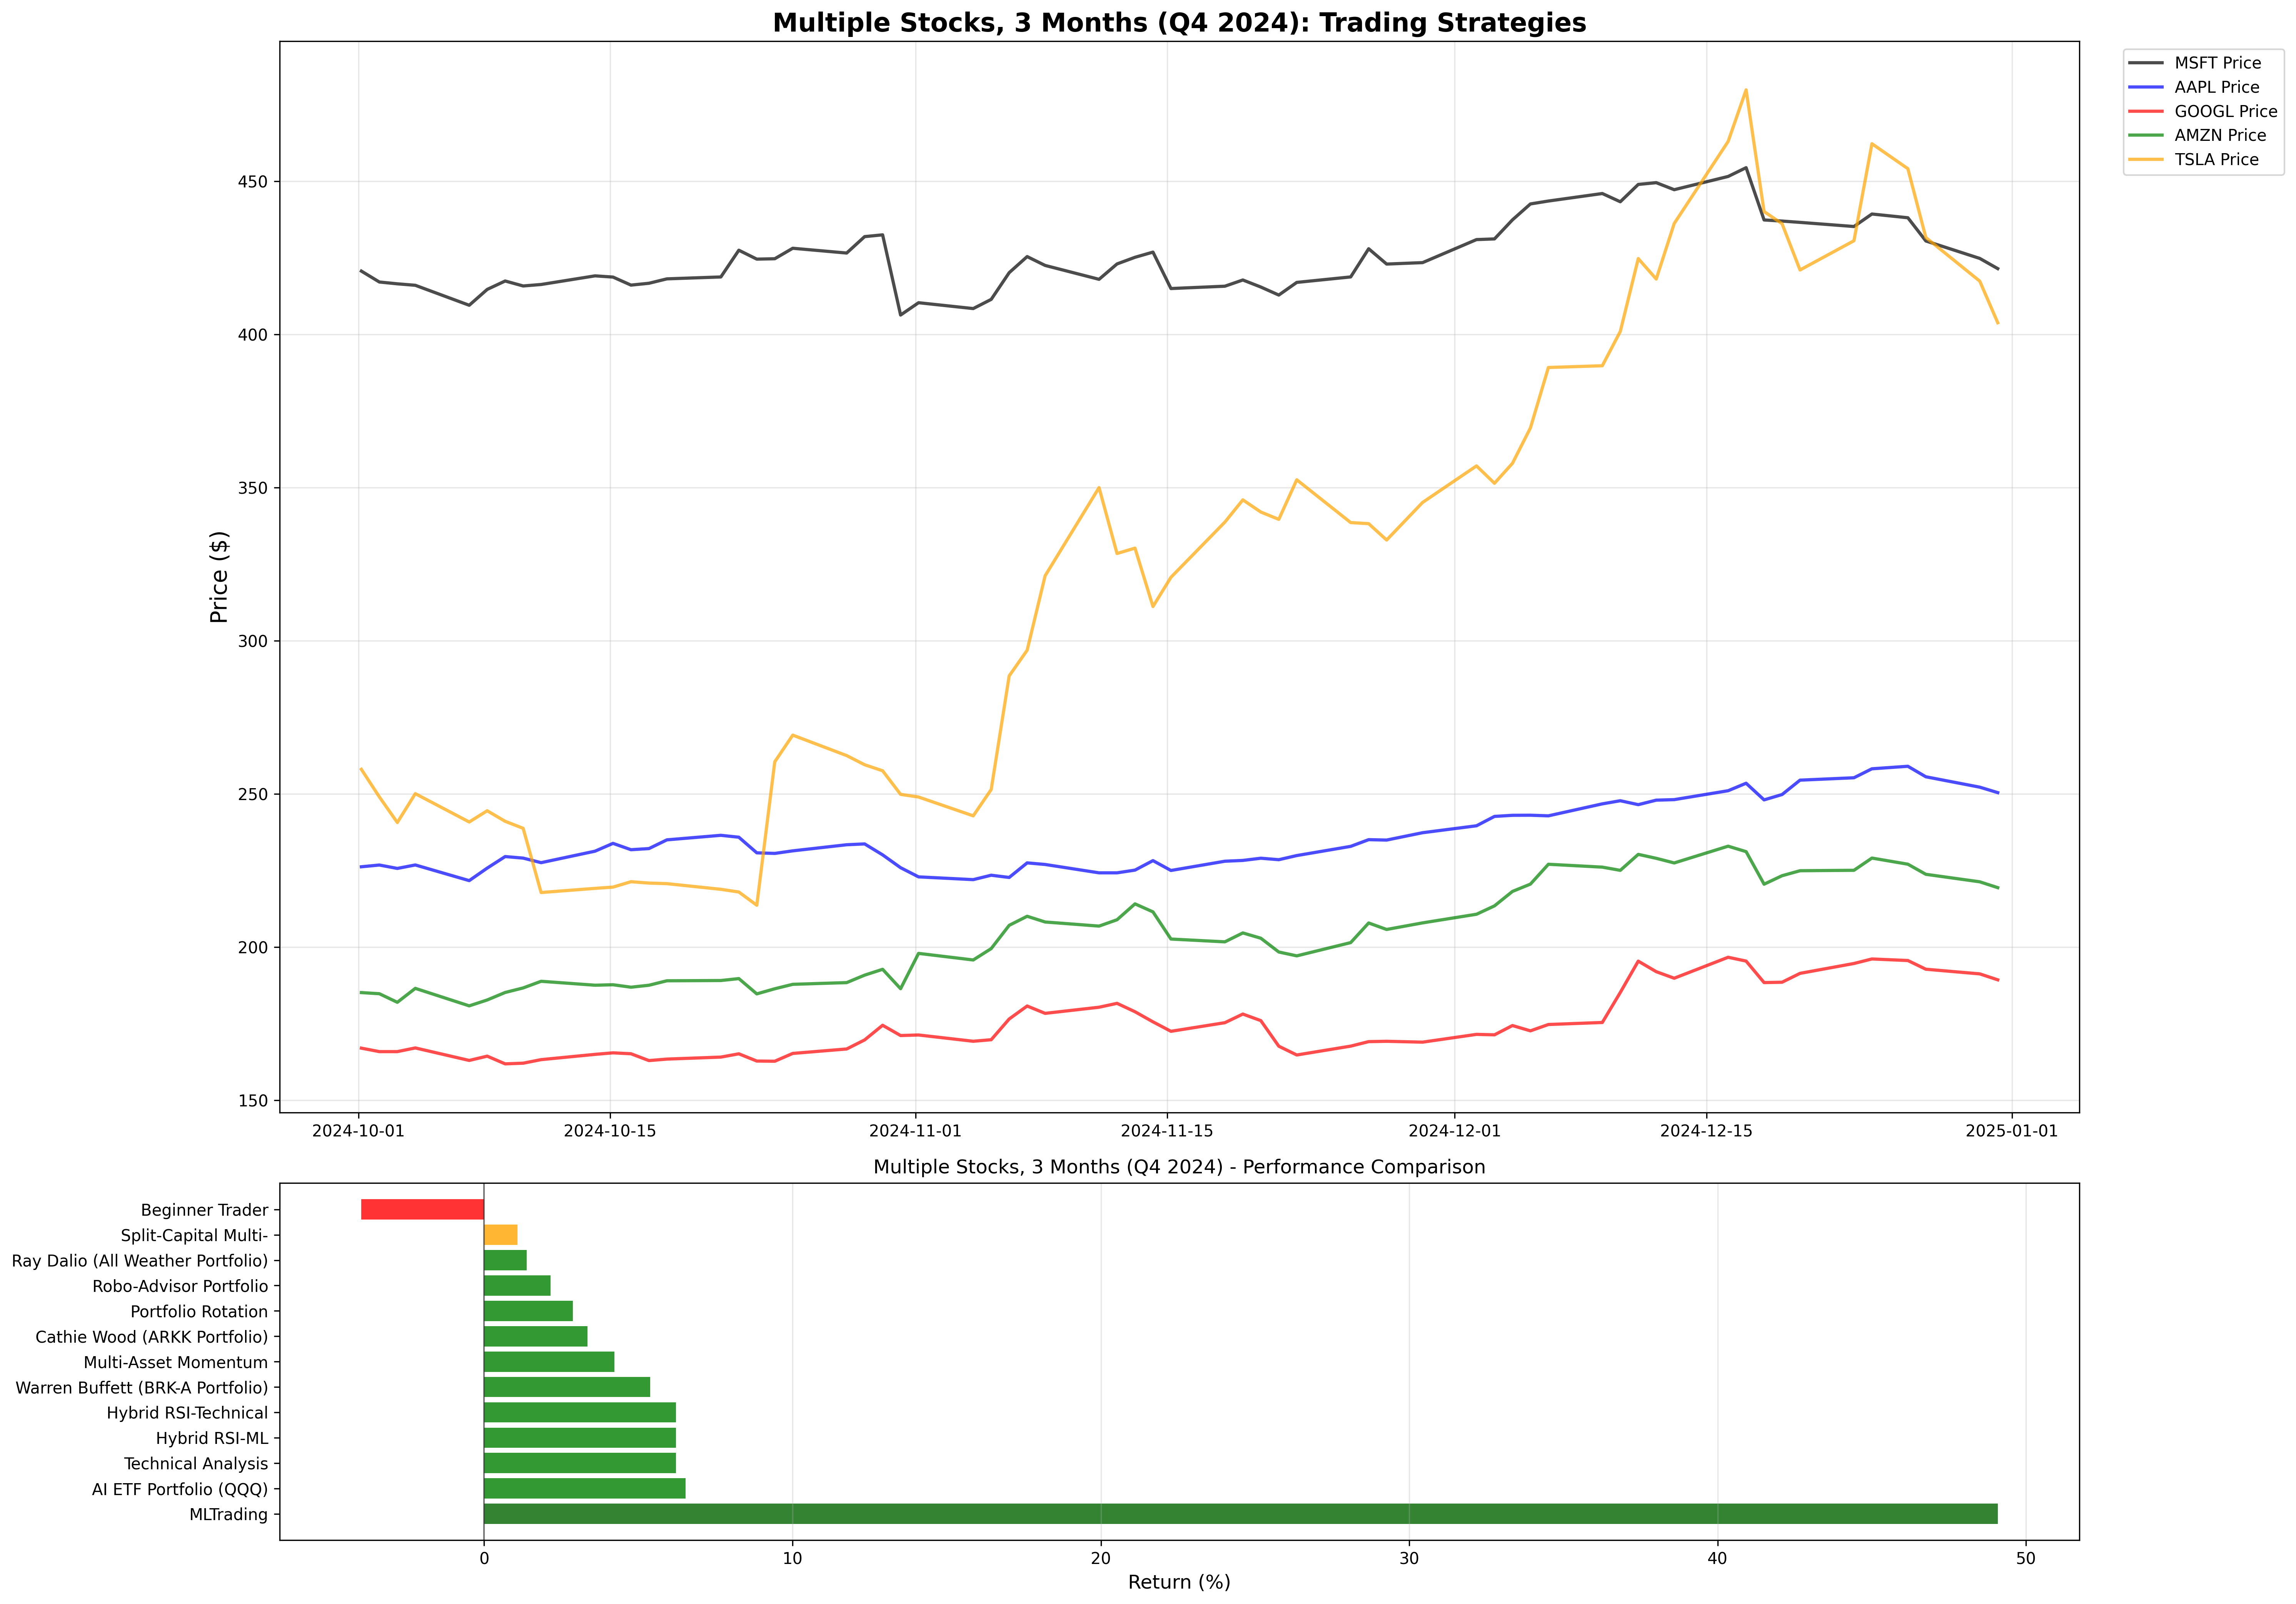 Multiple Stocks, 3 Months (Q4 2024): Trading Strategies
MSFT Price
AAPL Price
GOOGL Price
AMZN Price
TSLA Price
Price ($)
450
400
350
300
250
200
150
2024-10-01
2024-10-15
2024-11-01
2024-11-15
2024-12-01
2024-12-15
2025-01-01
Multiple Stocks, 3 Months (Q4 2024) - Performance Comparison
Beginner Trader
Split-Capital Multi-
Ray Dalio (All Weather Portfolio)
Robo-Advisor Portfolio
Portfolio Rotation
Cathie Wood (ARKK Portfolio)
Multi-Asset Momentum
Warren Buffett (BRK-A Portfolio)
Hybrid RSI-Technical
Hybrid RSI-ML
Technical Analysis
AI ETF Portfolio (QQQ)
MLTrading
0
10
20
30
40
50
Return (%)